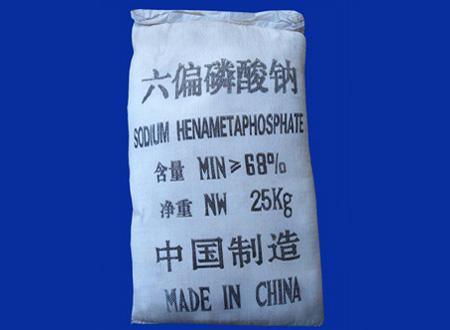 六偏磷酸钠
SODIUM HENAMETAPHOSPHATE
含量 MIN≥68%
净重 NW 25Kg
中国制造
MADE IN CHINA